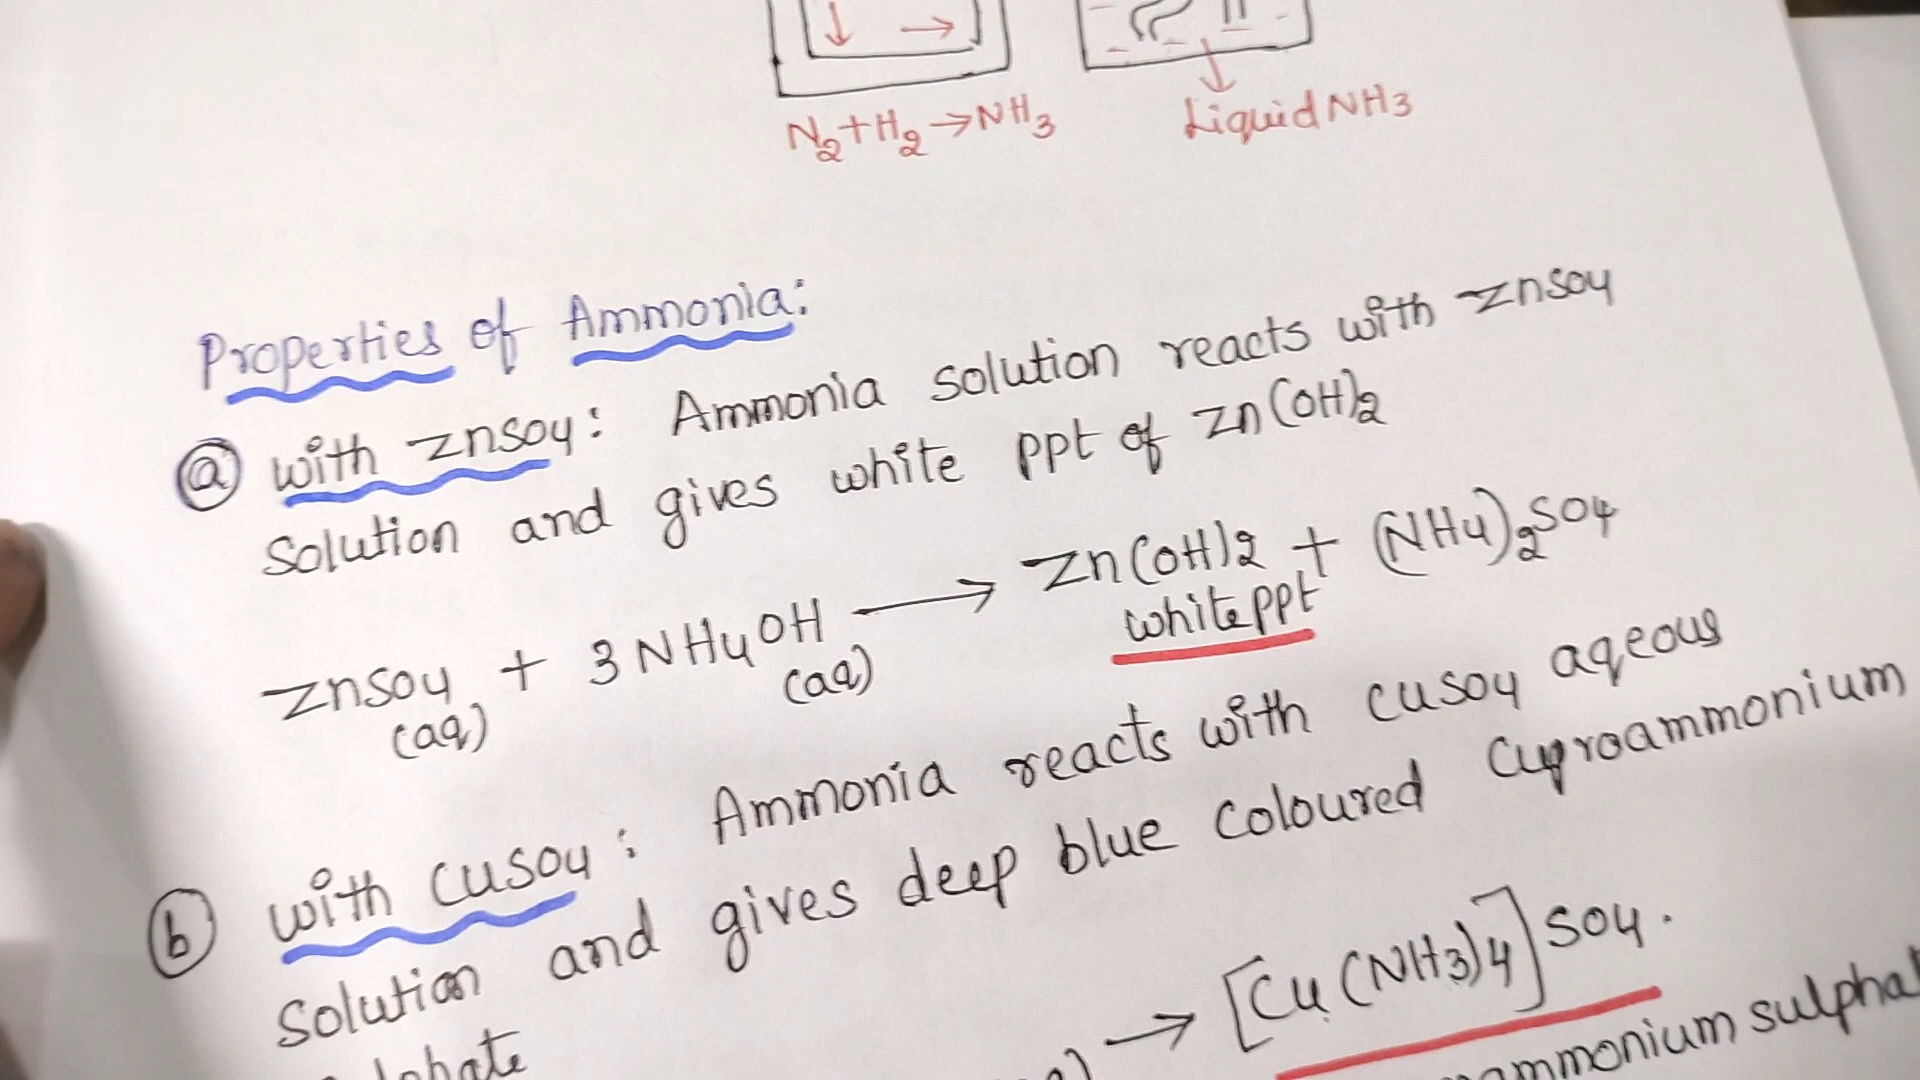 N2+H2→NH3
Liquid NH3
Properties of Ammonia:
(a) with ZnSO4: Ammonia solution reacts with ZnSO4
Solution and gives white ppt of Zn(OH)2
ZnSO4 + 3NH4OH → Zn(OH)2 + (NH4)2SO4
(aq) (aq) white ppt
(b) with CuSO4: Ammonia reacts with CuSO4 aqeous
Solution and gives deep blue coloured Cuproammonium
→ [Cu(NH3)4]SO4.